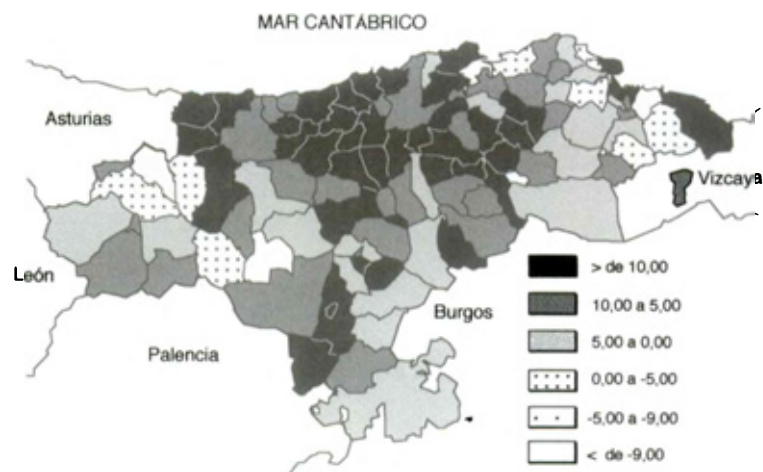 MAR CANTÁBRICO
Asturias
Vizcaya
León
Burgos
Palencia
> de 10,00
10,00 a 5,00
5,00 a 0,00
0,00 a -5,00
-5,00 a -9,00
< de -9,00